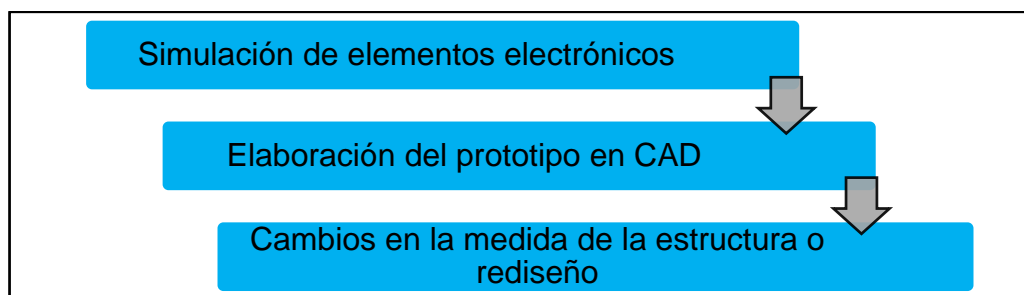 Simulación de elementos electrónicos
Elaboración del prototipo en CAD
Cambios en la medida de la estructura o
rediseño